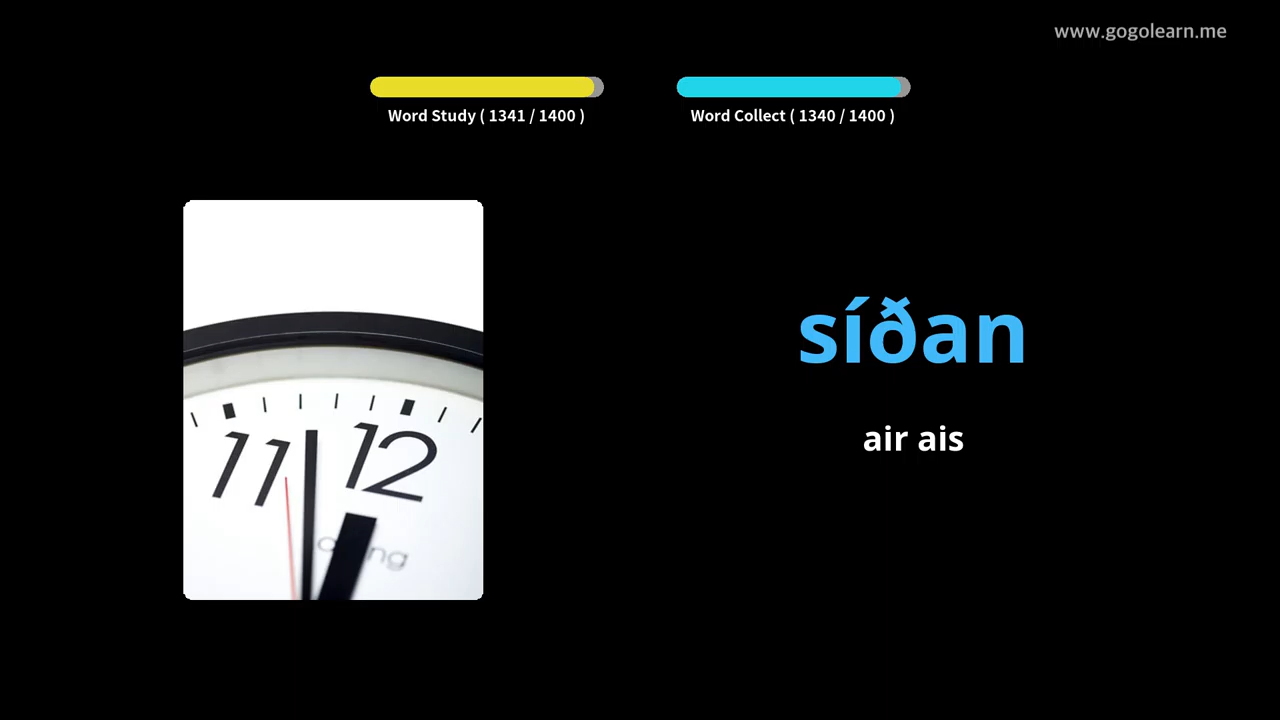 www.gogolearn.me
Word Study ( 1341 / 1400 )
Word Collect ( 1340 / 1400 )
11
12
síðan
air ais